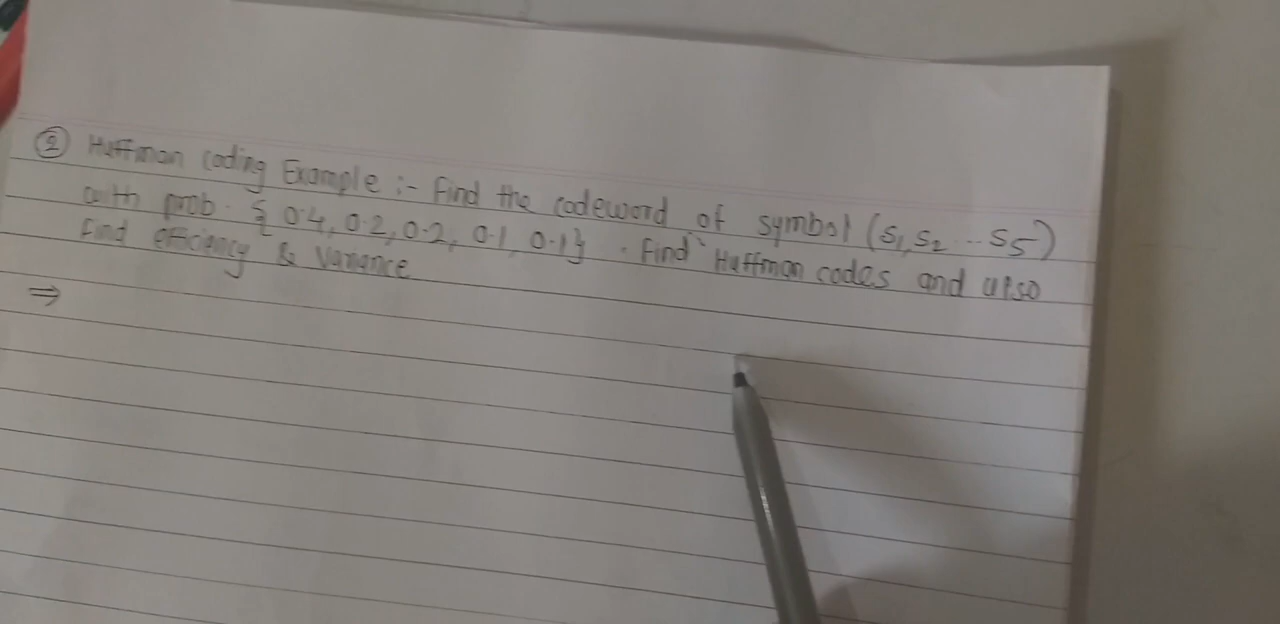 ② Huffman coding Example :- Find the codeword of symbol (S₁, S₂ ... S5)
with prob. { 0.4, 0.2, 0.2, 0.1, 0.1} . Find Huffman codes and also
find efficiency & Variance
⇒